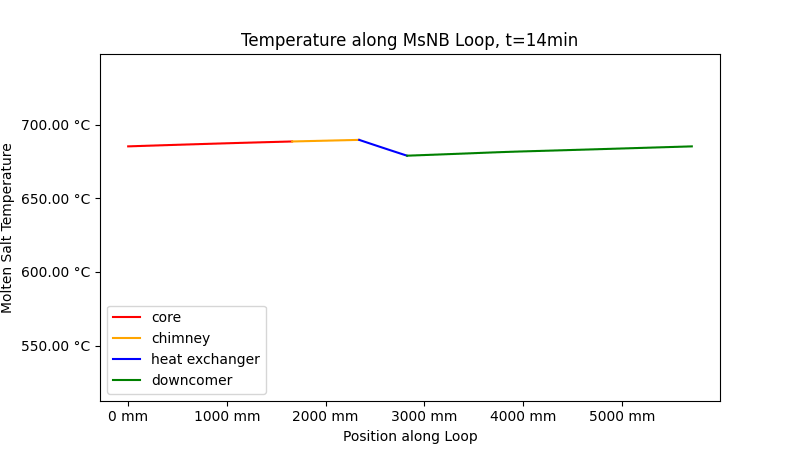 Temperature along MsNB Loop, t=14min
Molten Salt Temperature
700.00 °C
650.00 °C
600.00 °C
550.00 °C
core
chimney
heat exchanger
downcomer
0 mm
1000 mm
2000 mm
3000 mm
4000 mm
5000 mm
Position along Loop